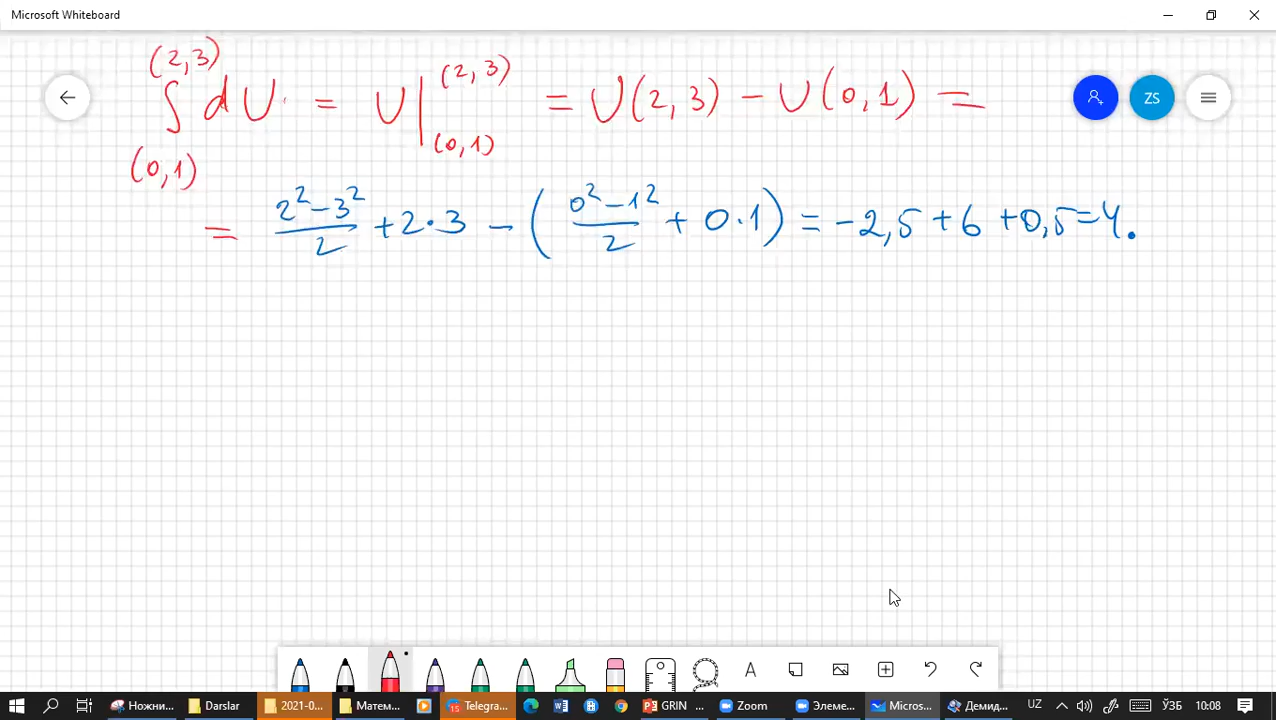 Microsoft Whiteboard
(2,3)
∫ dU = U| (2,3) = U(2,3) - U(0,1) =
(0,1) (0,1)
= (2²-3²)/2 + 2·3 - ((0²-1²)/2 + 0·1) = -2,5 + 6 + 0,5 = 4.
ZS
A
Ножни...
Darslar
2021-0...
Матем...
15
Telegra...
GRIN ...
Zoom
Элеме...
Micros...
Демид...
UZ
ЎЗБ
10:08